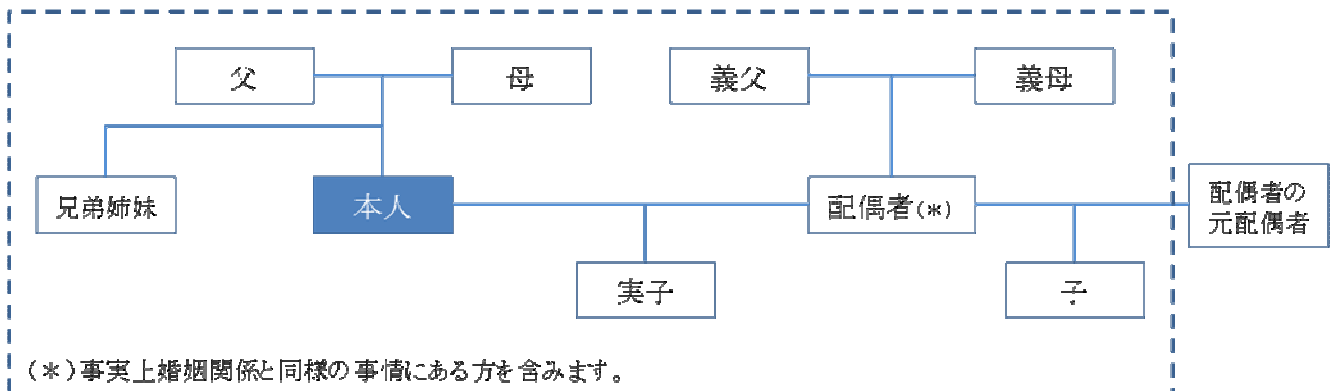 父
母
義父
義母
兄弟姉妹
本人
配偶者(*)
配偶者の
元配偶者
実子
子
(*)事実上婚姻関係と同様の事情にある方を含みます。